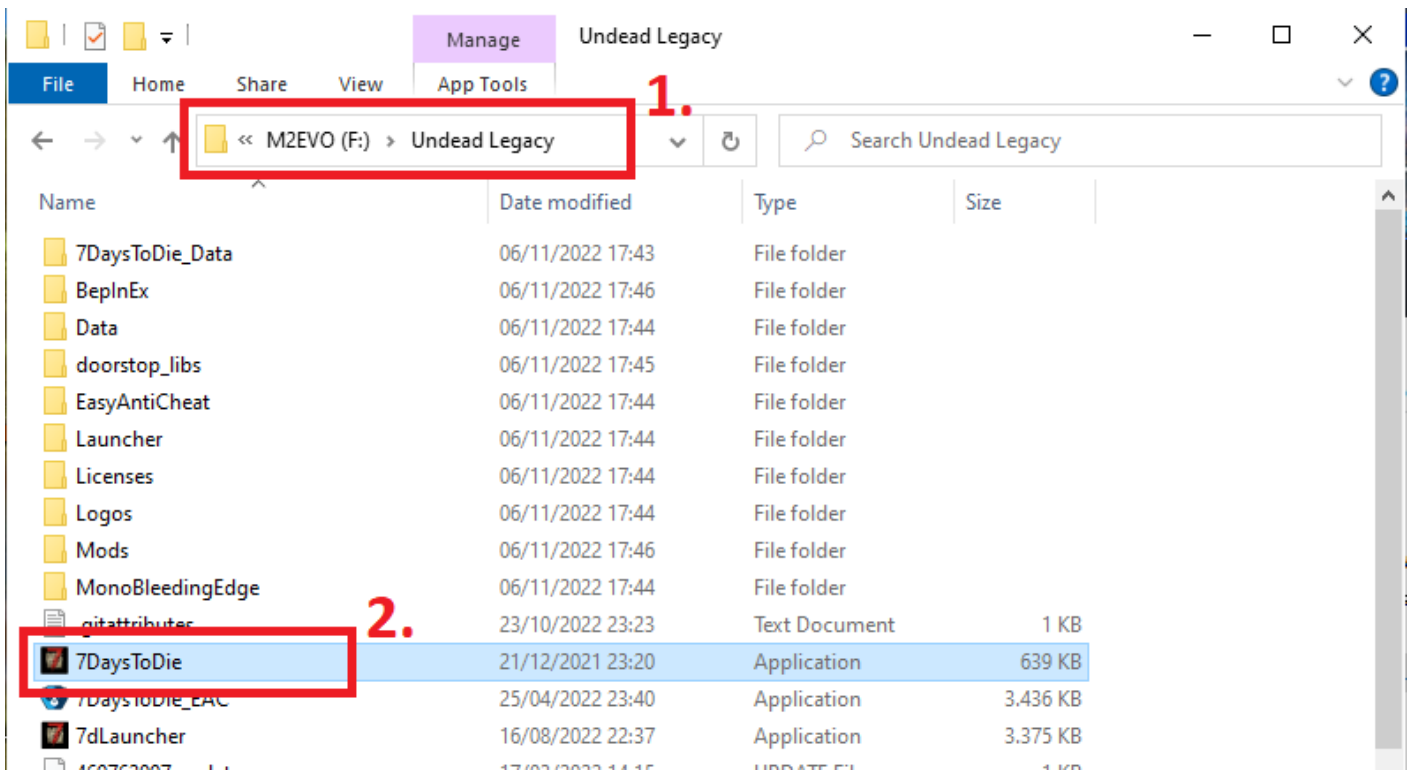 Manage Undead Legacy
File Home Share View App Tools
1.
« M2EVO (F:) > Undead Legacy Search Undead Legacy
Name Date modified Type Size
7DaysToDie_Data 06/11/2022 17:43 File folder
BepInEx 06/11/2022 17:46 File folder
Data 06/11/2022 17:44 File folder
doorstop_libs 06/11/2022 17:45 File folder
EasyAntiCheat 06/11/2022 17:44 File folder
Launcher 06/11/2022 17:44 File folder
Licenses 06/11/2022 17:44 File folder
Logos 06/11/2022 17:44 File folder
Mods 06/11/2022 17:46 File folder
MonoBleedingEdge 06/11/2022 17:44 File folder
2.
.gitattributes 23/10/2022 23:23 Text Document 1 KB
7DaysToDie 21/12/2021 23:20 Application 639 KB
7DaysToDie_EAC 25/04/2022 23:40 Application 3.436 KB
7dLauncher 16/08/2022 22:37 Application 3.375 KB